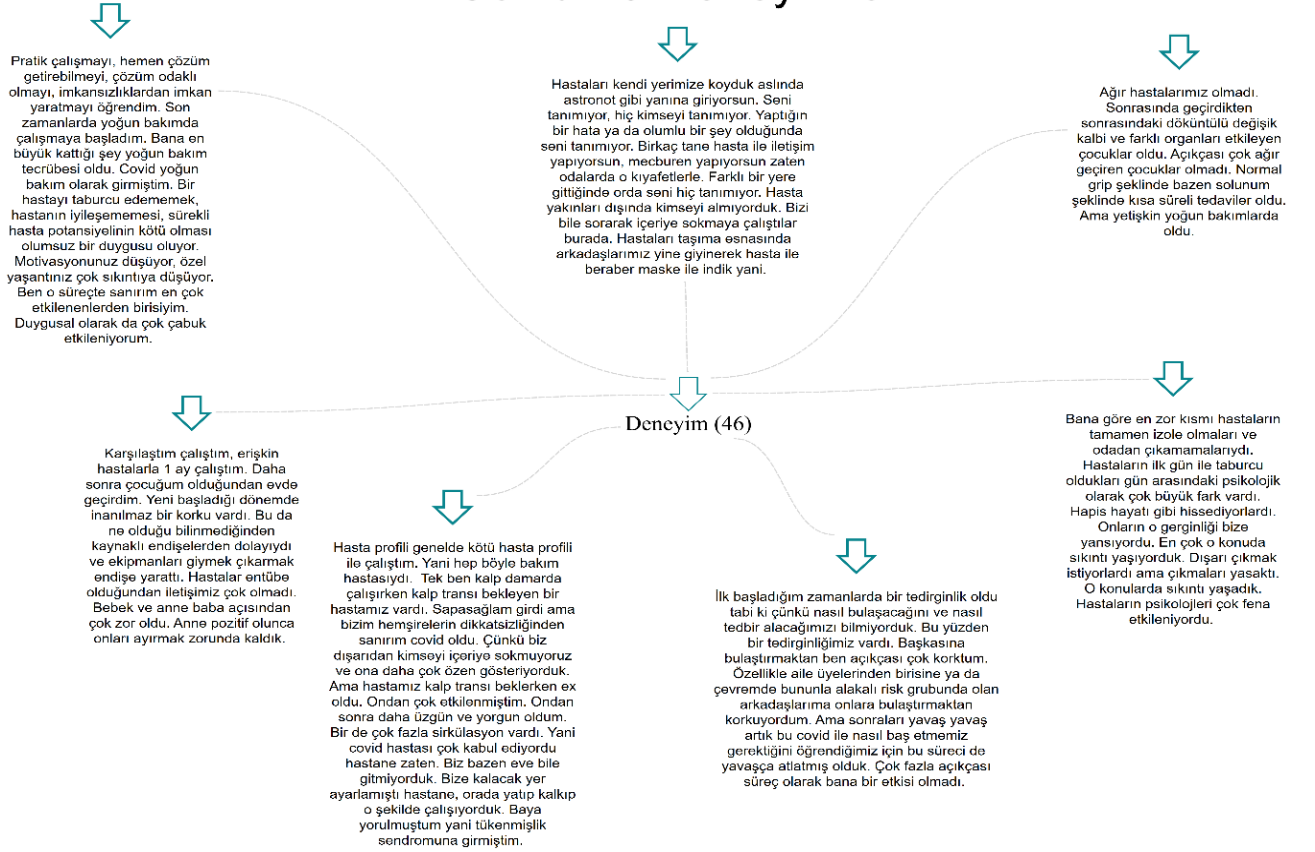 Pratik çalışmayı, hemen çözüm
getirebilmeyi, çözüm odaklı
olmayı, imkansızlıklardan imkan
yaratmayı öğrendim. Son
zamanlarda yoğun bakımda
çalışmaya başladım. Bana en
büyük kattığı şey yoğun bakım
tecrübesi oldu. Covid yoğun
bakım olarak girmiştim. Bir
hastayı taburcu edememek,
hastanın iyileşememesi, sürekli
hasta potansiyelinin kötü olması
olumsuz bir duygusu oluyor.
Motivasyonunuz düşüyor, özel
yaşantınız çok sıkıntıya düşüyor.
Ben o süreçte sanırım en çok
etkilenenlerden birisiyim.
Duygusal olarak da çok çabuk
etkileniyorum.
Hastaları kendi yerimize koyduk aslında
astronot gibi yanına giriyorsun. Seni
tanımıyor, hiç kimseyi tanımıyor. Yaptığın
bir hata ya da olumlu bir şey olduğunda
seni tanımıyor. Birkaç tane hasta ile iletişim
yapıyorsun, mecburen yapıyorsun zaten
odalarda o kıyafetlerle. Farklı bir yere
gittiğinde orda seni hiç tanımıyor. Hasta
yakınları dışında kimseyi almıyorduk. Bizi
bile sorarak içeriye sokmaya çalıştılar
burada. Hastaları taşıma esnasında
arkadaşlarımız yine giyinerek hasta ile
beraber maske ile indik yani.
Ağır hastalarımız olmadı.
Sonrasında geçirdikten
sonrasındaki döküntülü değişik
kalbi ve farklı organları etkileyen
çocuklar oldu. Açıkçası çok ağır
geçiren çocuklar olmadı. Normal
grip şeklinde bazen solunum
şeklinde kısa süreli tedaviler oldu.
Ama yetişkin yoğun bakımlarda
oldu.
Deneyim (46)
Karşılaştım çalıştım, erişkin
hastalarla 1 ay çalıştım. Daha
sonra çocuğum olduğundan evde
geçirdim. Yeni başladığı dönemde
inanılmaz bir korku vardı. Bu da
ne olduğu bilinmediğinden
kaynaklı endişelerden dolayıydı
ve ekipmanları giymek çıkarmak
endişe yarattı. Hastalar entübe
olduğundan iletişimiz çok olmadı.
Bebek ve anne baba açısından
çok zor oldu. Anne pozitif olunca
onları ayırmak zorunda kaldık.
Hasta profili genelde kötü hasta profili
ile çalıştım. Yani hep böyle bakım
hastasıydı. Tek ben kalp damarda
çalışırken kalp transı bekleyen bir
hastamız vardı. Sapasağlam girdi ama
bizim hemşirelerin dikkatsizliğinden
sanırım covid oldu. Çünkü biz
dışarıdan kimseyi içeriye sokmuyoruz
ve ona daha çok özen gösteriyorduk.
Ama hastamız kalp transı beklerken ex
oldu. Ondan çok etkilenmiştim. Ondan
sonra daha üzgün ve yorgun oldum.
Bir de çok fazla sirkülasyon vardı. Yani
covid hastası çok kabul ediyordu
hastane zaten. Biz bazen eve bile
gitmiyorduk. Bize kalacak yer
ayarlamıştı hastane, orada yatıp kalkıp
o şekilde çalışıyorduk. Baya
yorulmuştum yani tükenmişlik
sendromuna girmiştim.
İlk başladığım zamanlarda bir tedirginlik oldu
tabi ki çünkü nasıl bulaşacağını ve nasıl
tedbir alacağımızı bilmiyorduk. Bu yüzden
bir tedirginliğimiz vardı. Başkasına
bulaştırmaktan ben açıkçası çok korktum.
Özellikle aile üyelerinden birisine ya da
çevremde bununla alakalı risk grubunda olan
arkadaşlarıma onlara bulaştırmaktan
korkuyordum. Ama sonraları yavaş yavaş
artık bu covid ile nasıl baş etmemiz
gerektiğini öğrendiğimiz için bu süreci de
yavaşça atlatmış olduk. Çok fazla açıkçası
süreç olarak bana bir etkisi olmadı.
Bana göre en zor kısmı hastaların
tamamen izole olmaları ve
odadan çıkamamalarıydı.
Hastaların ilk gün ile taburcu
oldukları gün arasındaki psikolojik
olarak çok büyük fark vardı.
Hapis hayatı gibi hissediyorlardı.
Onların o gerginliği bize
yansıyordu. En çok o konuda
sıkıntı yaşıyorduk. Dışarı çıkmak
istiyorlardı ama çıkmaları yasaktı.
O konularda sıkıntı yaşadık.
Hastaların psikolojileri çok fena
etkileniyordu.